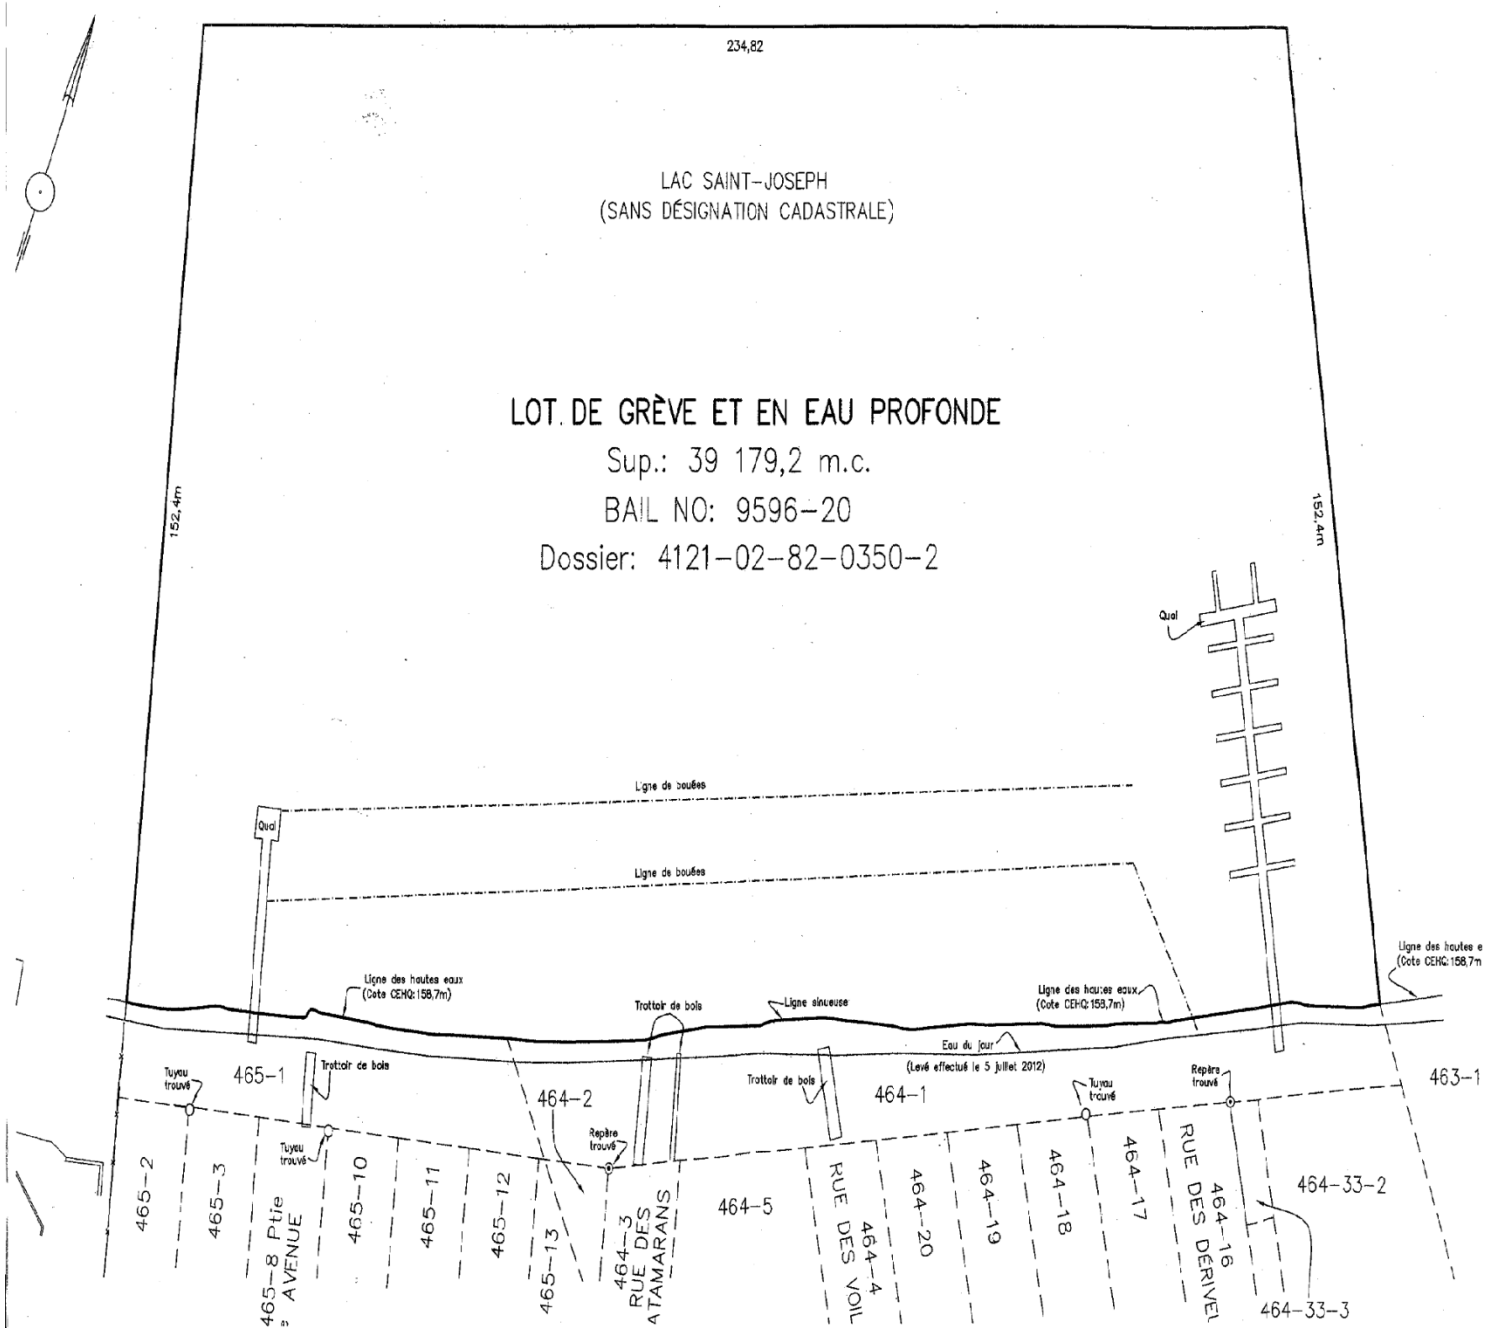 234,82
LAC SAINT-JOSEPH
(SANS DÉSIGNATION CADASTRALE)
LOT. DE GRÈVE ET EN EAU PROFONDE
Sup.: 39 179,2 m.c.
BAIL NO: 9596-20
Dossier: 4121-02-82-0350-2
152,4m
152,4m
Quai
Ligne de bouées
Quai
Ligne de bouées
Ligne des hautes e
(Cote CEHQ:158,7m
Ligne des hautes eaux
(Cote CEHQ:158,7m)
Trottoir de bois
Ligne sinueuse
Ligne des hautes eaux
(Cote CEHQ:158,7m)
Eau du jour
(Levé effectué le 5 juillet 2012)
Tuyau
trouvé
465-1
Trottoir de bois
464-2
Trottoir de bois
464-1
Tuyau
trouvé
Repère
trouvé
463-1
Tuyau
trouvé
Repère
trouvé
465-2
465-3
465-8 Ptie
e AVENUE
465-10
465-11
465-12
465-13
464-3
RUE DES
ATAMARANS
464-5
464-4
RUE DES VOIL
464-20
464-19
464-18
464-17
464-16
RUE DES DÉRIVEU
464-33-2
464-33-3